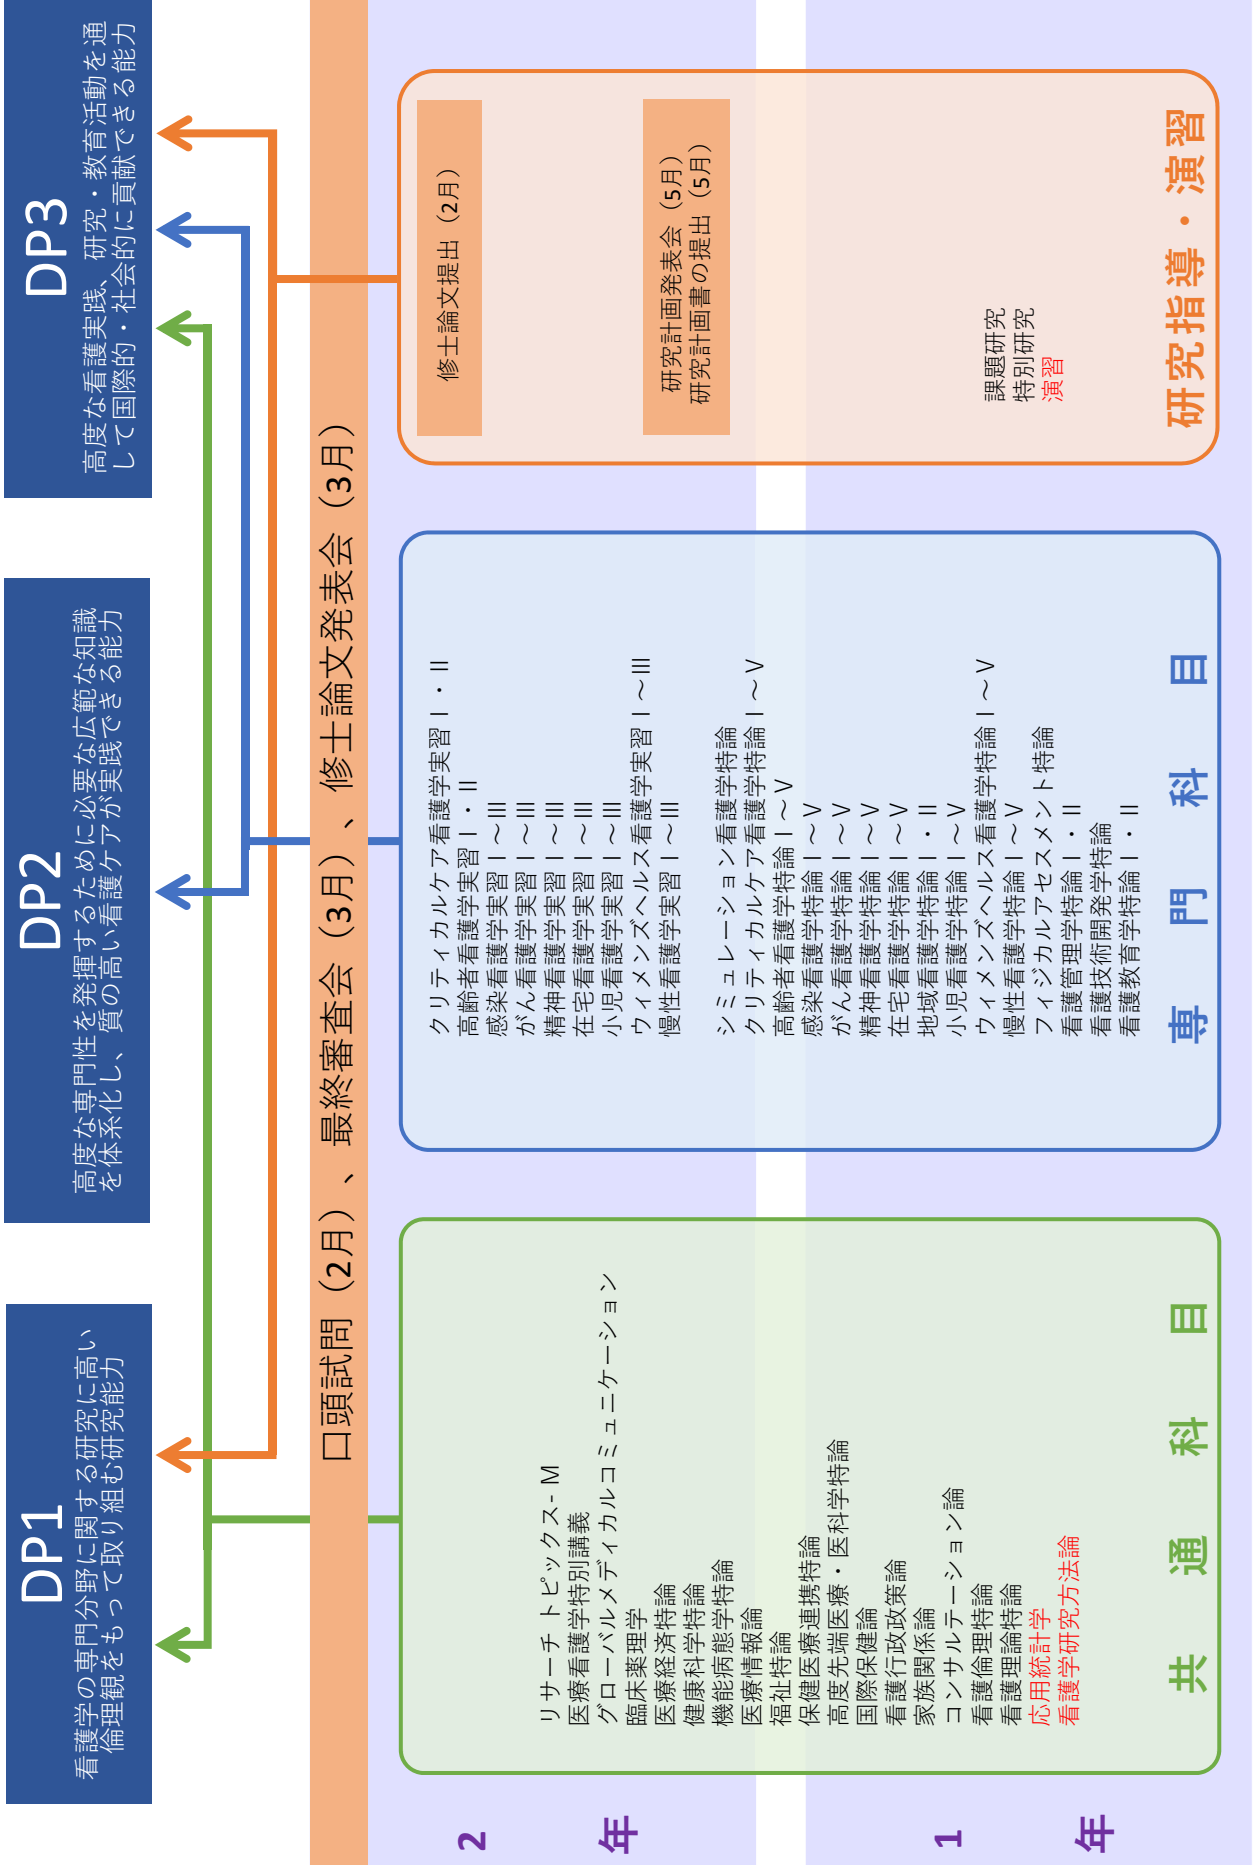 DP1
看護学の専門分野に関する研究に高い
倫理観をもって取り組む研究能力
DP2
高度な専門性を発揮するために必要な広範な知識
を体系化し、質の高い看護ケアが実践できる能力
DP3
高度な看護実践、研究・教育活動を通
して国際的・社会的に貢献できる能力
口頭試問（2月）、最終審査会（3月）、修士論文発表会（3月）
2 年
リサーチ トピックス- M
医療看護学特別講義
グローバルメディカルコミュニケーション
臨床薬理学
医療経済特論
健康科学特論
機能病態学特論
医療情報論
福祉特論
保健医療連携特論
高度先端医療・医科学特論
国際保健論
看護行政政策論
家族関係論
コンサルテーション論
看護倫理特論
看護理論特論
応用統計学
看護学研究方法論
共 通 科 目
クリティカルケア看護学実習Ⅰ・Ⅱ
高齢者看護学実習Ⅰ・Ⅱ
感染看護学実習Ⅰ～Ⅲ
がん看護学実習Ⅰ～Ⅲ
精神看護学実習Ⅰ～Ⅲ
在宅看護学実習Ⅰ～Ⅲ
小児看護学実習Ⅰ～Ⅲ
ウィメンズヘルス看護学実習Ⅰ～Ⅲ
慢性看護学実習Ⅰ～Ⅲ
シミュレーション看護学特論
クリティカルケア看護学特論Ⅰ～Ⅴ
高齢者看護学特論Ⅰ～Ⅴ
感染看護学特論Ⅰ～Ⅴ
がん看護学特論Ⅰ～Ⅴ
精神看護学特論Ⅰ～Ⅴ
在宅看護学特論Ⅰ～Ⅴ
地域看護学特論Ⅰ・Ⅱ
小児看護学特論Ⅰ～Ⅴ
ウィメンズヘルス看護学特論Ⅰ～Ⅴ
慢性看護学特論Ⅰ～Ⅴ
フィジカルアセスメント特論
看護管理学特論Ⅰ・Ⅱ
看護技術開発学特論
看護教育学特論Ⅰ・Ⅱ
専 門 科 目
修士論文提出（2月）
研究計画発表会（5月）
研究計画書の提出（5月）
課題研究
特別研究
演習
研究指導・演習
1 年